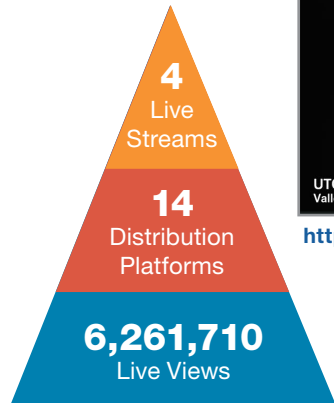 4
Live
Streams
14
Distribution
Platforms
6,261,710
Live Views